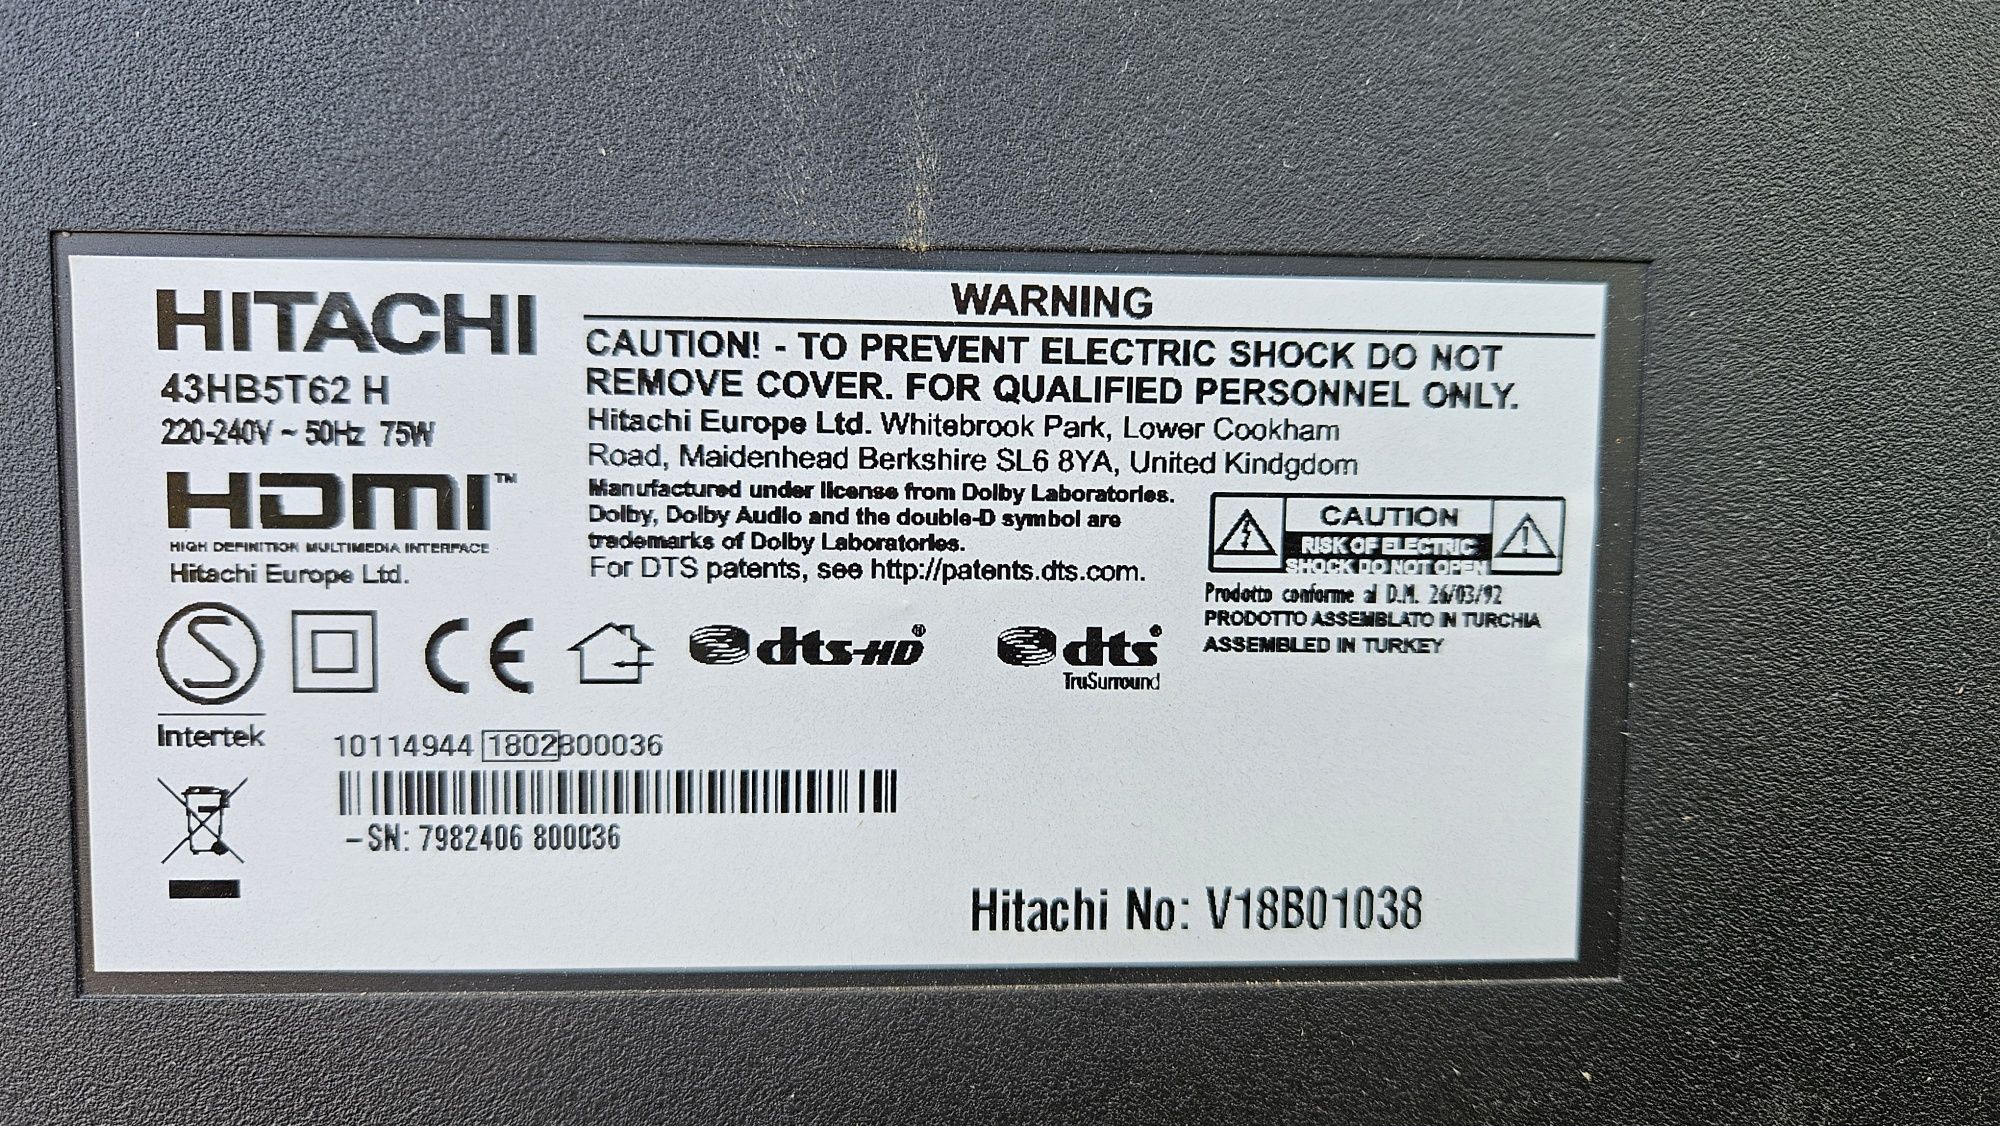 HITACHI
43HB5T62 H
220-240V ~ 50Hz 75W
HDMI™
HIGH DEFINITION MULTIMEDIA INTERFACE
Hitachi Europe Ltd.
WARNING
CAUTION! - TO PREVENT ELECTRIC SHOCK DO NOT
REMOVE COVER. FOR QUALIFIED PERSONNEL ONLY.
Hitachi Europe Ltd. Whitebrook Park, Lower Cookham
Road, Maidenhead Berkshire SL6 8YA, United Kindgdom
Manufactured under license from Dolby Laboratories.
Dolby, Dolby Audio and the double-D symbol are
trademarks of Dolby Laboratories.
For DTS patents, see http://patents.dts.com.
CAUTION
RISK OF ELECTRIC
SHOCK DO NOT OPEN
Prodotto conforme al D.M. 26/03/92
PRODOTTO ASSEMBLATO IN TURCHIA
ASSEMBLED IN TURKEY
S
Intertek
CE
dts-HD®
dts®
TruSurround
10114944 1802800036
-SN: 7982406 800036
Hitachi No: V18B01038